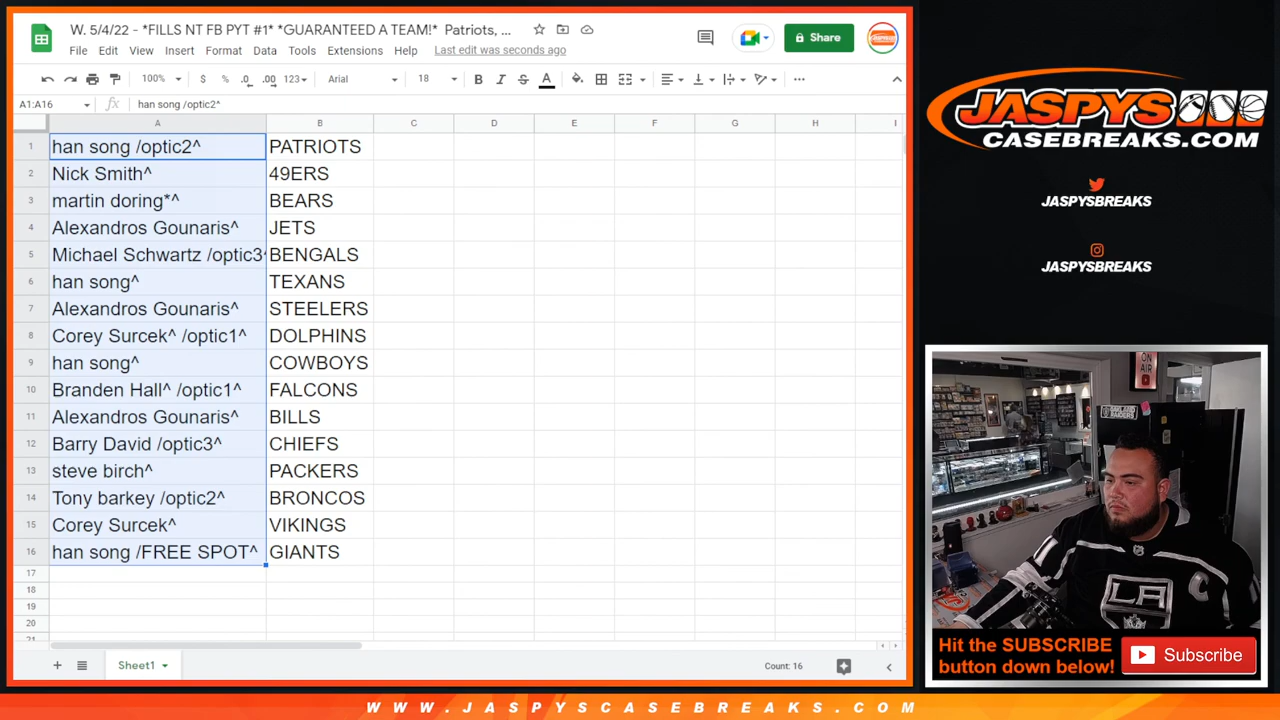 W. 5/4/22 - *FILLS NT FB PYT #1* *GUARANTEED A TEAM!* Patriots, ...
File Edit View Insert Format Data Tools Extensions Help Last edit was seconds ago
Share
100% $ % .0 .00 123 Arial 18 B I S A
A1:A16 fx han song /optic2^
A B C D E F G H I
1 han song /optic2^ PATRIOTS
2 Nick Smith^ 49ERS
3 martin doring*^ BEARS
4 Alexandros Gounaris^ JETS
5 Michael Schwartz /optic3^ BENGALS
6 han song^ TEXANS
7 Alexandros Gounaris^ STEELERS
8 Corey Surcek^ /optic1^ DOLPHINS
9 han song^ COWBOYS
10 Branden Hall^ /optic1^ FALCONS
11 Alexandros Gounaris^ BILLS
12 Barry David /optic3^ CHIEFS
13 steve birch^ PACKERS
14 Tony barkey /optic2^ BRONCOS
15 Corey Surcek^ VIKINGS
16 han song /FREE SPOT^ GIANTS
17
18
19
20
21
Sheet1
Count: 16
JASPYS
CASEBREAKS.COM
JASPYSBREAKS
JASPYSBREAKS
ON AIR
LA
C
Hit the SUBSCRIBE
button down below!
Subscribe
WWW.JASPYSCASEBREAKS.COM